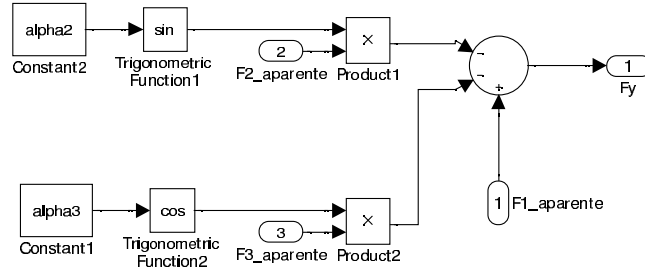 alpha2
Constant2
sin
Trigonometric
Function1
2
F2_aparente
×
Product1
-
-
+
1
Fy
alpha3
Constant1
cos
Trigonometric
Function2
3
F3_aparente
×
Product2
1
F1_aparente